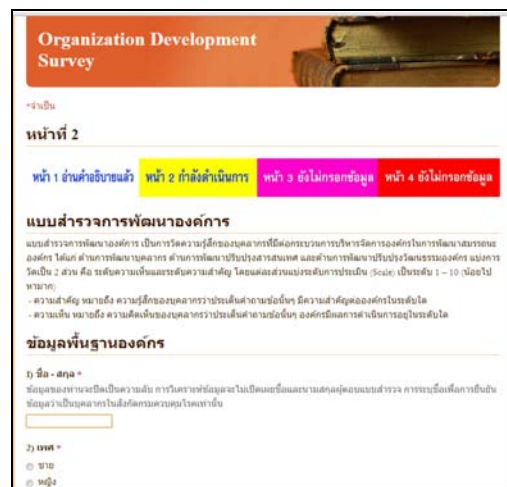 Organization Development
Survey
*จำเป็น
หน้าที่ 2
หน้า 1 อ่านคำอธิบายแล้ว หน้า 2 กำลังดำเนินการ หน้า 3 ยังไม่กรอกข้อมูล หน้า 4 ยังไม่กรอกข้อมูล
แบบสำรวจการพัฒนาองค์การ
แบบสำรวจการพัฒนาองค์การ เป็นการวัดความรู้สึกของบุคลากรที่มีต่อกระบวนการบริหารจัดการองค์กรในการพัฒนาสมรรถนะ
องค์กร ได้แก่ ด้านการพัฒนาบุคลากร ด้านการพัฒนาปรับปรุงสารสนเทศ และด้านการพัฒนาปรับปรุงวัฒนธรรมองค์กร แบ่งการ
วัดเป็น 2 ส่วน คือ ระดับความเห็นและระดับความสำคัญ โดยแต่ละส่วนแบ่งระดับการประเมิน (Scale) เป็นระดับ 1 – 10 (น้อยไป
หามาก)
- ความสำคัญ หมายถึง ความรู้สึกของบุคลากรว่าประเด็นคำถามข้อนั้นๆ มีความสำคัญต่อองค์กรในระดับใด
- ความเห็น หมายถึง ความคิดเห็นของบุคลากรว่าประเด็นคำถามข้อนั้นๆ องค์กรมีผลการดำเนินการอยู่ในระดับใด
ข้อมูลพื้นฐานองค์กร
1) ชื่อ - สกุล *
ข้อมูลของท่านจะปิดเป็นความลับ การวิเคราะห์ข้อมูลจะไม่เปิดเผยชื่อและนามสกุลผู้ตอบแบบสำรวจ การระบุชื่อเพื่อการยืนยัน
ข้อมูลว่าเป็นบุคลากรในสังกัดกรมควบคุมโรคเท่านั้น
2) เพศ *
ชาย
หญิง